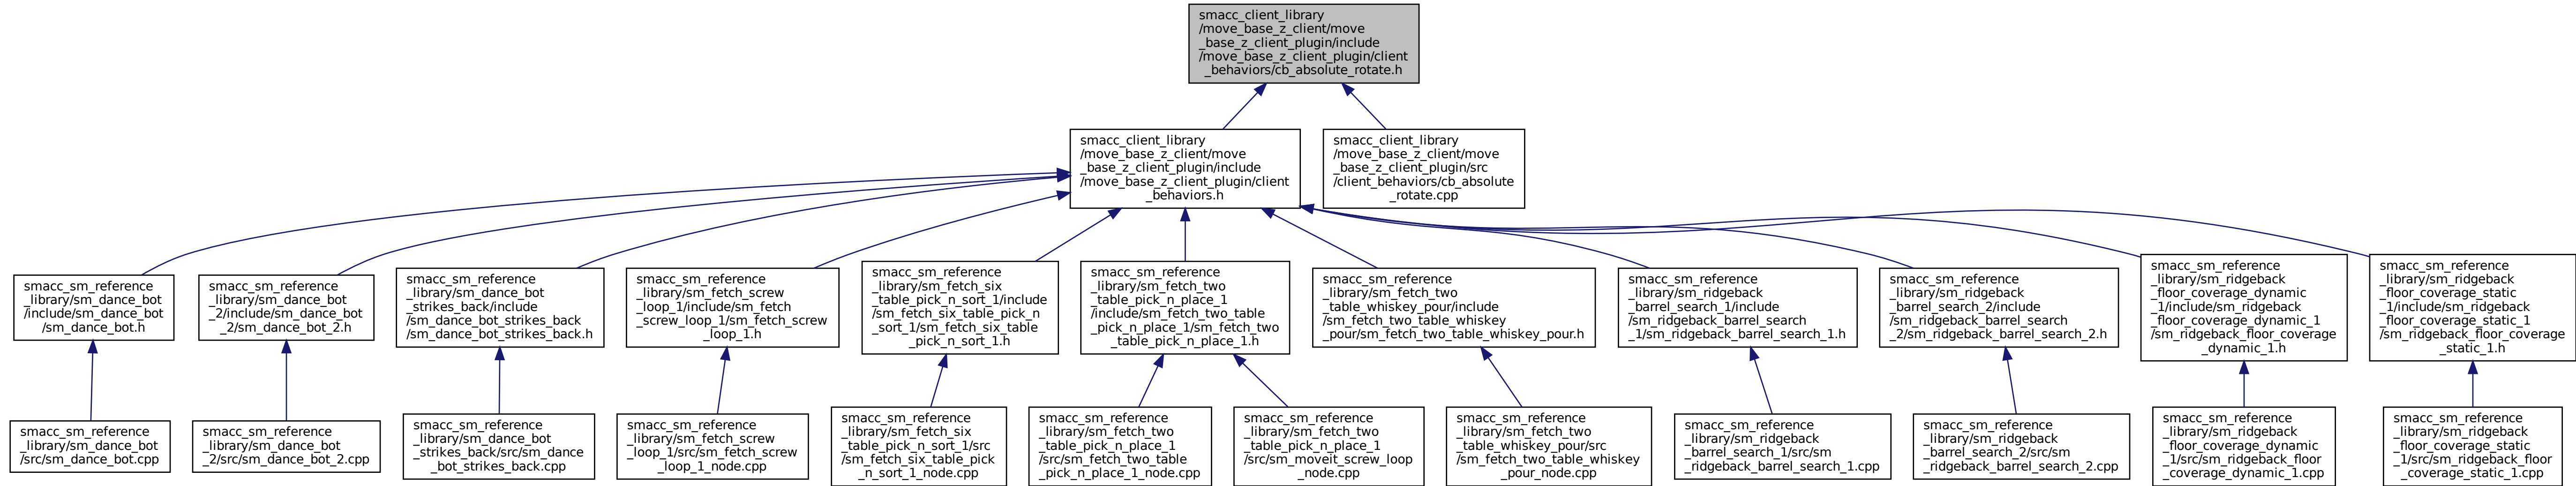 smacc_client_library
/move_base_z_client/move
_base_z_client_plugin/include
/move_base_z_client_plugin/client
_behaviors/cb_absolute_rotate.h
smacc_client_library
/move_base_z_client/move
_base_z_client_plugin/include
/move_base_z_client_plugin/client
_behaviors.h
smacc_client_library
/move_base_z_client/move
_base_z_client_plugin/src
/client_behaviors/cb_absolute
_rotate.cpp
smacc_sm_reference
_library/sm_dance_bot
/include/sm_dance_bot
/sm_dance_bot.h
smacc_sm_reference
_library/sm_dance_bot
_2/include/sm_dance_bot
_2/sm_dance_bot_2.h
smacc_sm_reference
_library/sm_dance_bot
_strikes_back/include
/sm_dance_bot_strikes_back
/sm_dance_bot_strikes_back.h
smacc_sm_reference
_library/sm_fetch_screw
_loop_1/include/sm_fetch
_screw_loop_1/sm_fetch_screw
_loop_1.h
smacc_sm_reference
_library/sm_fetch_six
_table_pick_n_sort_1/include
/sm_fetch_six_table_pick_n
_sort_1/sm_fetch_six_table
_pick_n_sort_1.h
smacc_sm_reference
_library/sm_fetch_two
_table_pick_n_place_1
/include/sm_fetch_two_table
_pick_n_place_1/sm_fetch_two
_table_pick_n_place_1.h
smacc_sm_reference
_library/sm_fetch_two
_table_whiskey_pour/include
/sm_fetch_two_table_whiskey
_pour/sm_fetch_two_table_whiskey_pour.h
smacc_sm_reference
_library/sm_ridgeback
_barrel_search_1/include
/sm_ridgeback_barrel_search
_1/sm_ridgeback_barrel_search_1.h
smacc_sm_reference
_library/sm_ridgeback
_barrel_search_2/include
/sm_ridgeback_barrel_search
_2/sm_ridgeback_barrel_search_2.h
smacc_sm_reference
_library/sm_ridgeback
_floor_coverage_dynamic
_1/include/sm_ridgeback
_floor_coverage_dynamic_1
/sm_ridgeback_floor_coverage
_dynamic_1.h
smacc_sm_reference
_library/sm_ridgeback
_floor_coverage_static
_1/include/sm_ridgeback
_floor_coverage_static_1
/sm_ridgeback_floor_coverage
_static_1.h
smacc_sm_reference
_library/sm_dance_bot
/src/sm_dance_bot.cpp
smacc_sm_reference
_library/sm_dance_bot
_2/src/sm_dance_bot_2.cpp
smacc_sm_reference
_library/sm_dance_bot
_strikes_back/src/sm_dance
_bot_strikes_back.cpp
smacc_sm_reference
_library/sm_fetch_screw
_loop_1/src/sm_fetch_screw
_loop_1_node.cpp
smacc_sm_reference
_library/sm_fetch_six
_table_pick_n_sort_1/src
/sm_fetch_six_table_pick
_n_sort_1_node.cpp
smacc_sm_reference
_library/sm_fetch_two
_table_pick_n_place_1
/src/sm_fetch_two_table
_pick_n_place_1_node.cpp
smacc_sm_reference
_library/sm_fetch_two
_table_pick_n_place_1
/src/sm_moveit_screw_loop
_node.cpp
smacc_sm_reference
_library/sm_fetch_two
_table_whiskey_pour/src
/sm_fetch_two_table_whiskey
_pour_node.cpp
smacc_sm_reference
_library/sm_ridgeback
_barrel_search_1/src/sm
_ridgeback_barrel_search_1.cpp
smacc_sm_reference
_library/sm_ridgeback
_barrel_search_2/src/sm
_ridgeback_barrel_search_2.cpp
smacc_sm_reference
_library/sm_ridgeback
_floor_coverage_dynamic
_1/src/sm_ridgeback_floor
_coverage_dynamic_1.cpp
smacc_sm_reference
_library/sm_ridgeback
_floor_coverage_static
_1/src/sm_ridgeback_floor
_coverage_static_1.cpp